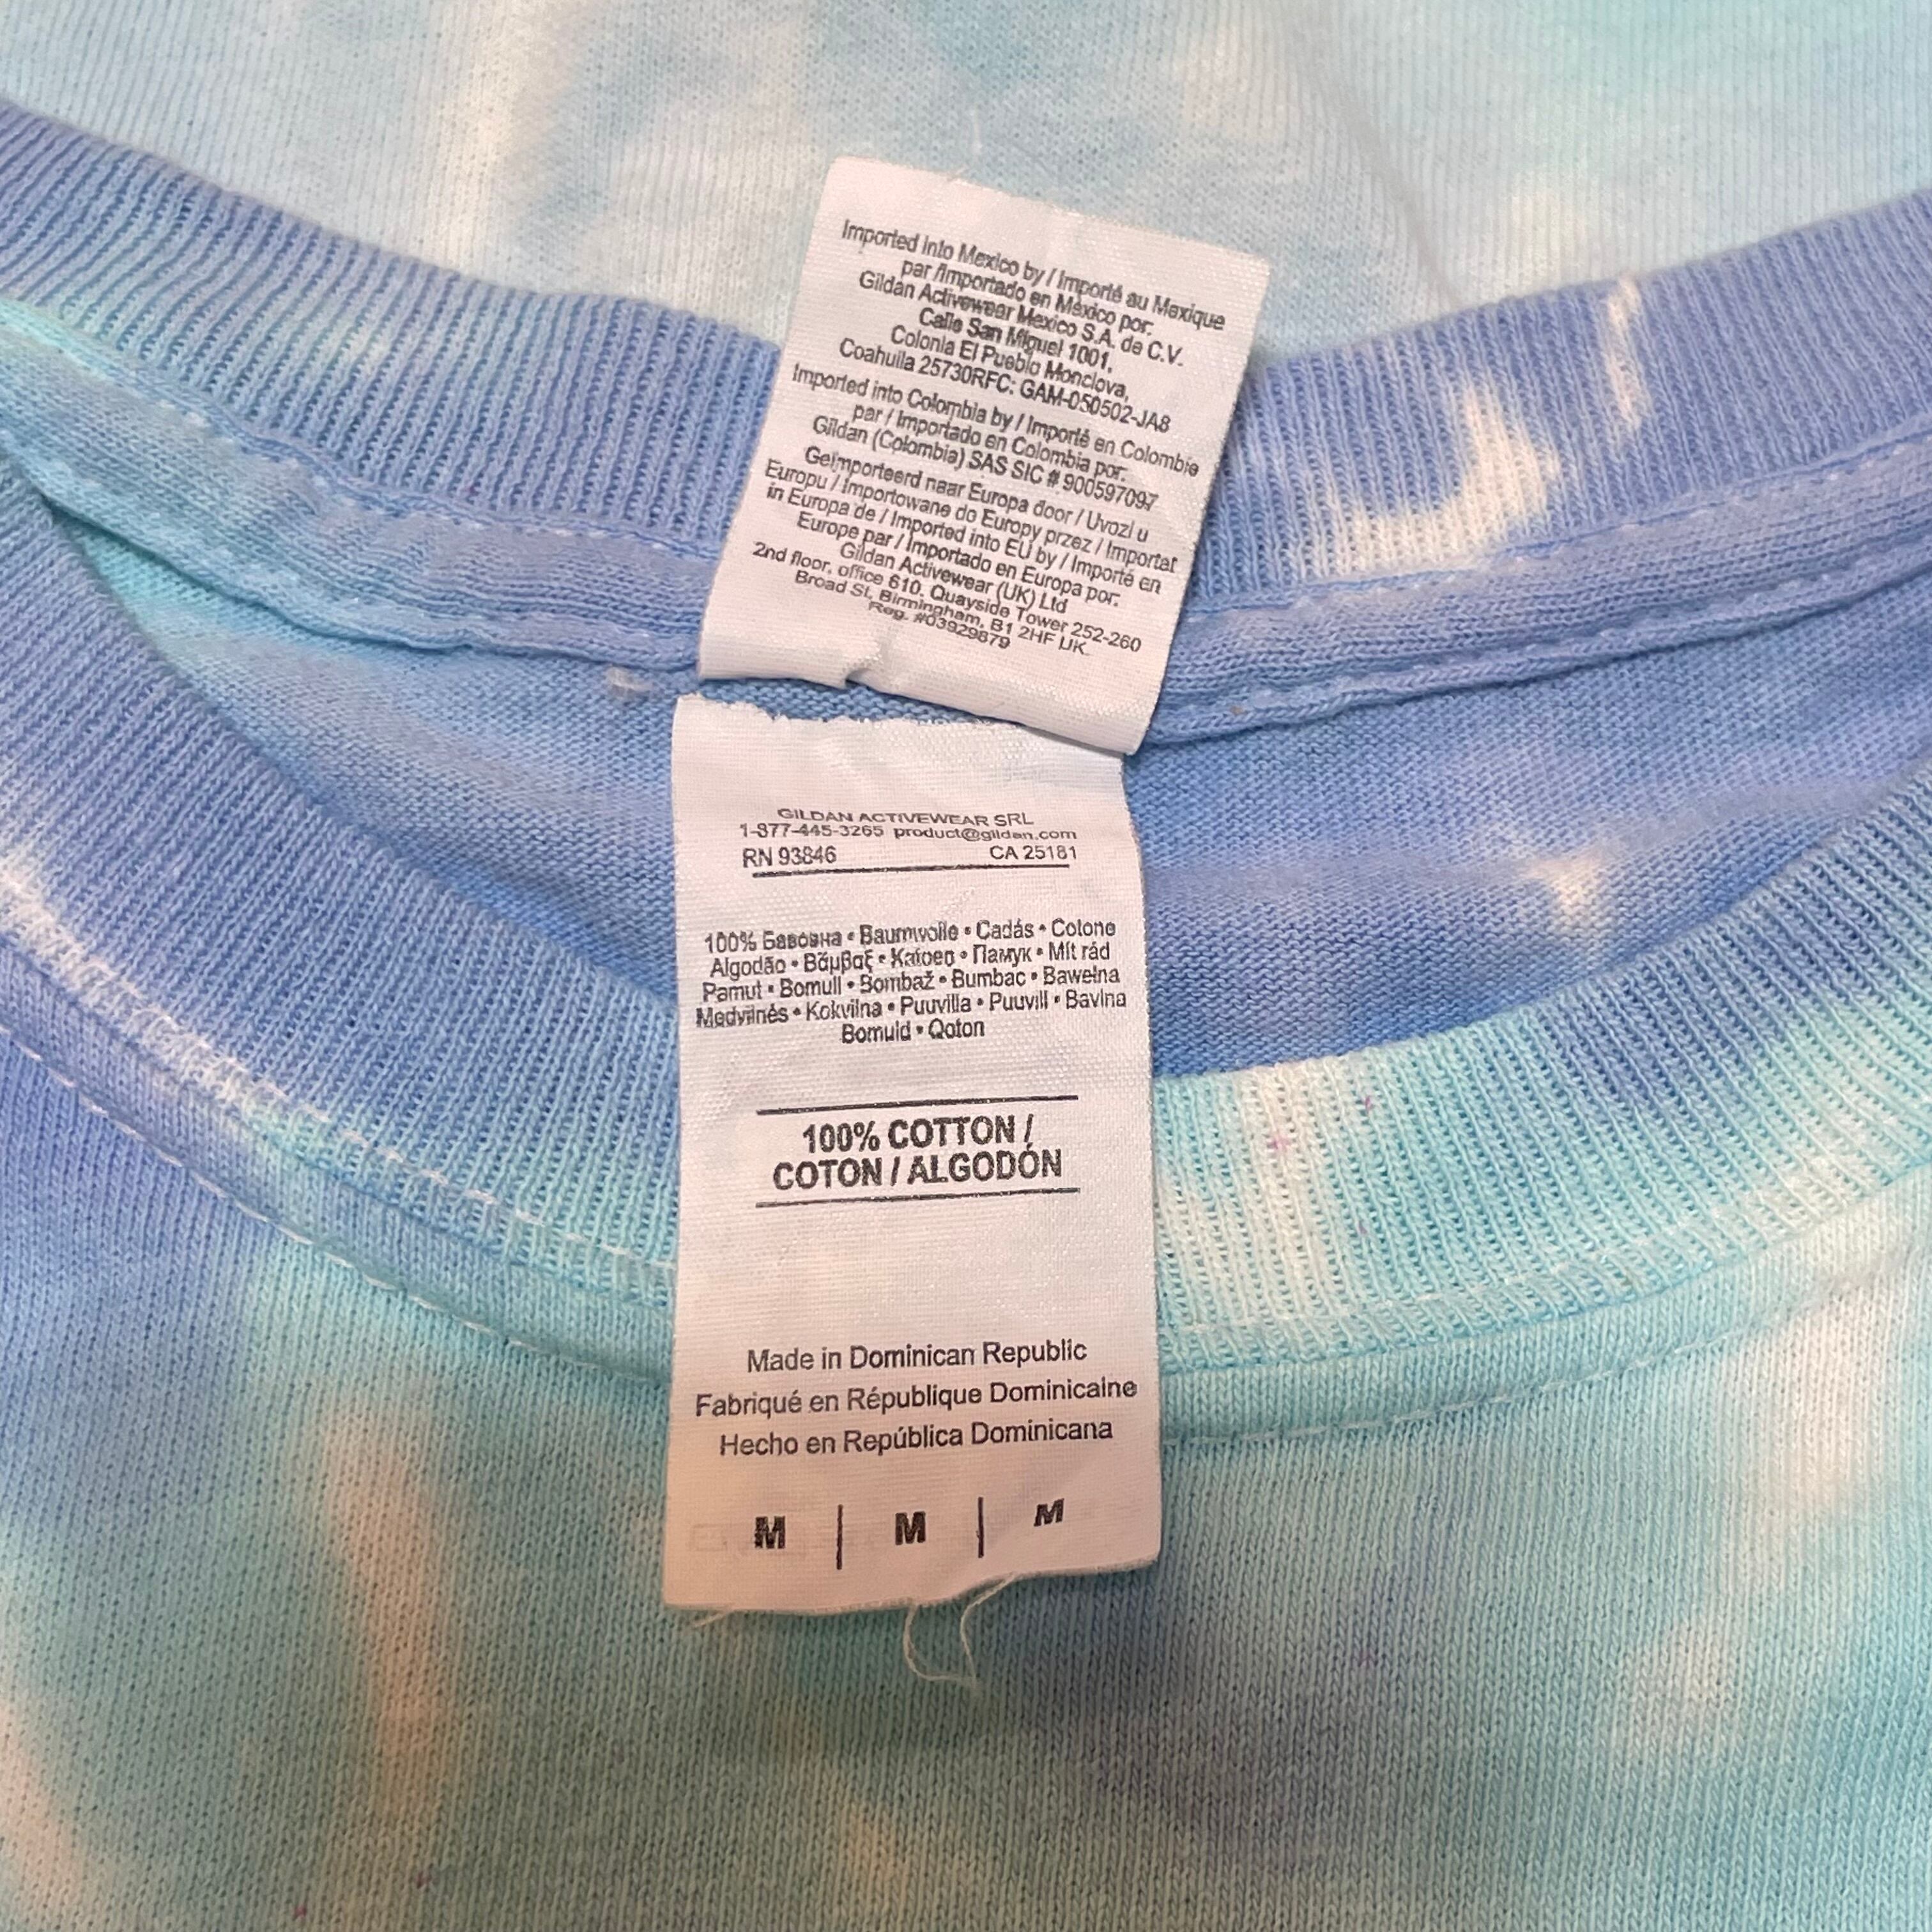 Imported into Mexico by / Importé au Mexique
par /Importado en México por:
Gildan Activewear Mexico S.A. de C.V.
Calle San Miguel 1001,
Colonia El Pueblo Monclova,
Coahuila 25730RFC: GAM-050502-JA8
Imported into Colombia by / Importé en Colombie
par / Importado en Colombia por:
Gildan (Colombia) SAS SIC # 900597097
Geïmporteerd naar Europa door / Uvozi u
Europu / Importowane do Europy przez / Importat
in Europa de / Imported into EU by / Importé en
Europe par / Importado en Europa por:
Gildan Activewear (UK) Ltd
2nd floor, office 610, Quayside Tower 252-260
Broad St, Birmingham, B1 2HF UK
Reg. #03929879
GILDAN ACTIVEWEAR SRL
1-877-445-3265 product@gildan.com
RN 93846 CA 25181
100% Бавовна • Baumwolle • Cadás • Cotone
Algodão • Βάμβαξ • Katoen • Памук • Mít rád
Pamut • Bomull • Bombaž • Bumbac • Bawełna
Medvilnės • Kokvilna • Puuvilla • Puuvill • Bavlna
Bomuld • Qoton
100% COTTON /
COTON / ALGODÓN
Made in Dominican Republic
Fabriqué en République Dominicaine
Hecho en República Dominicana
M | M | M